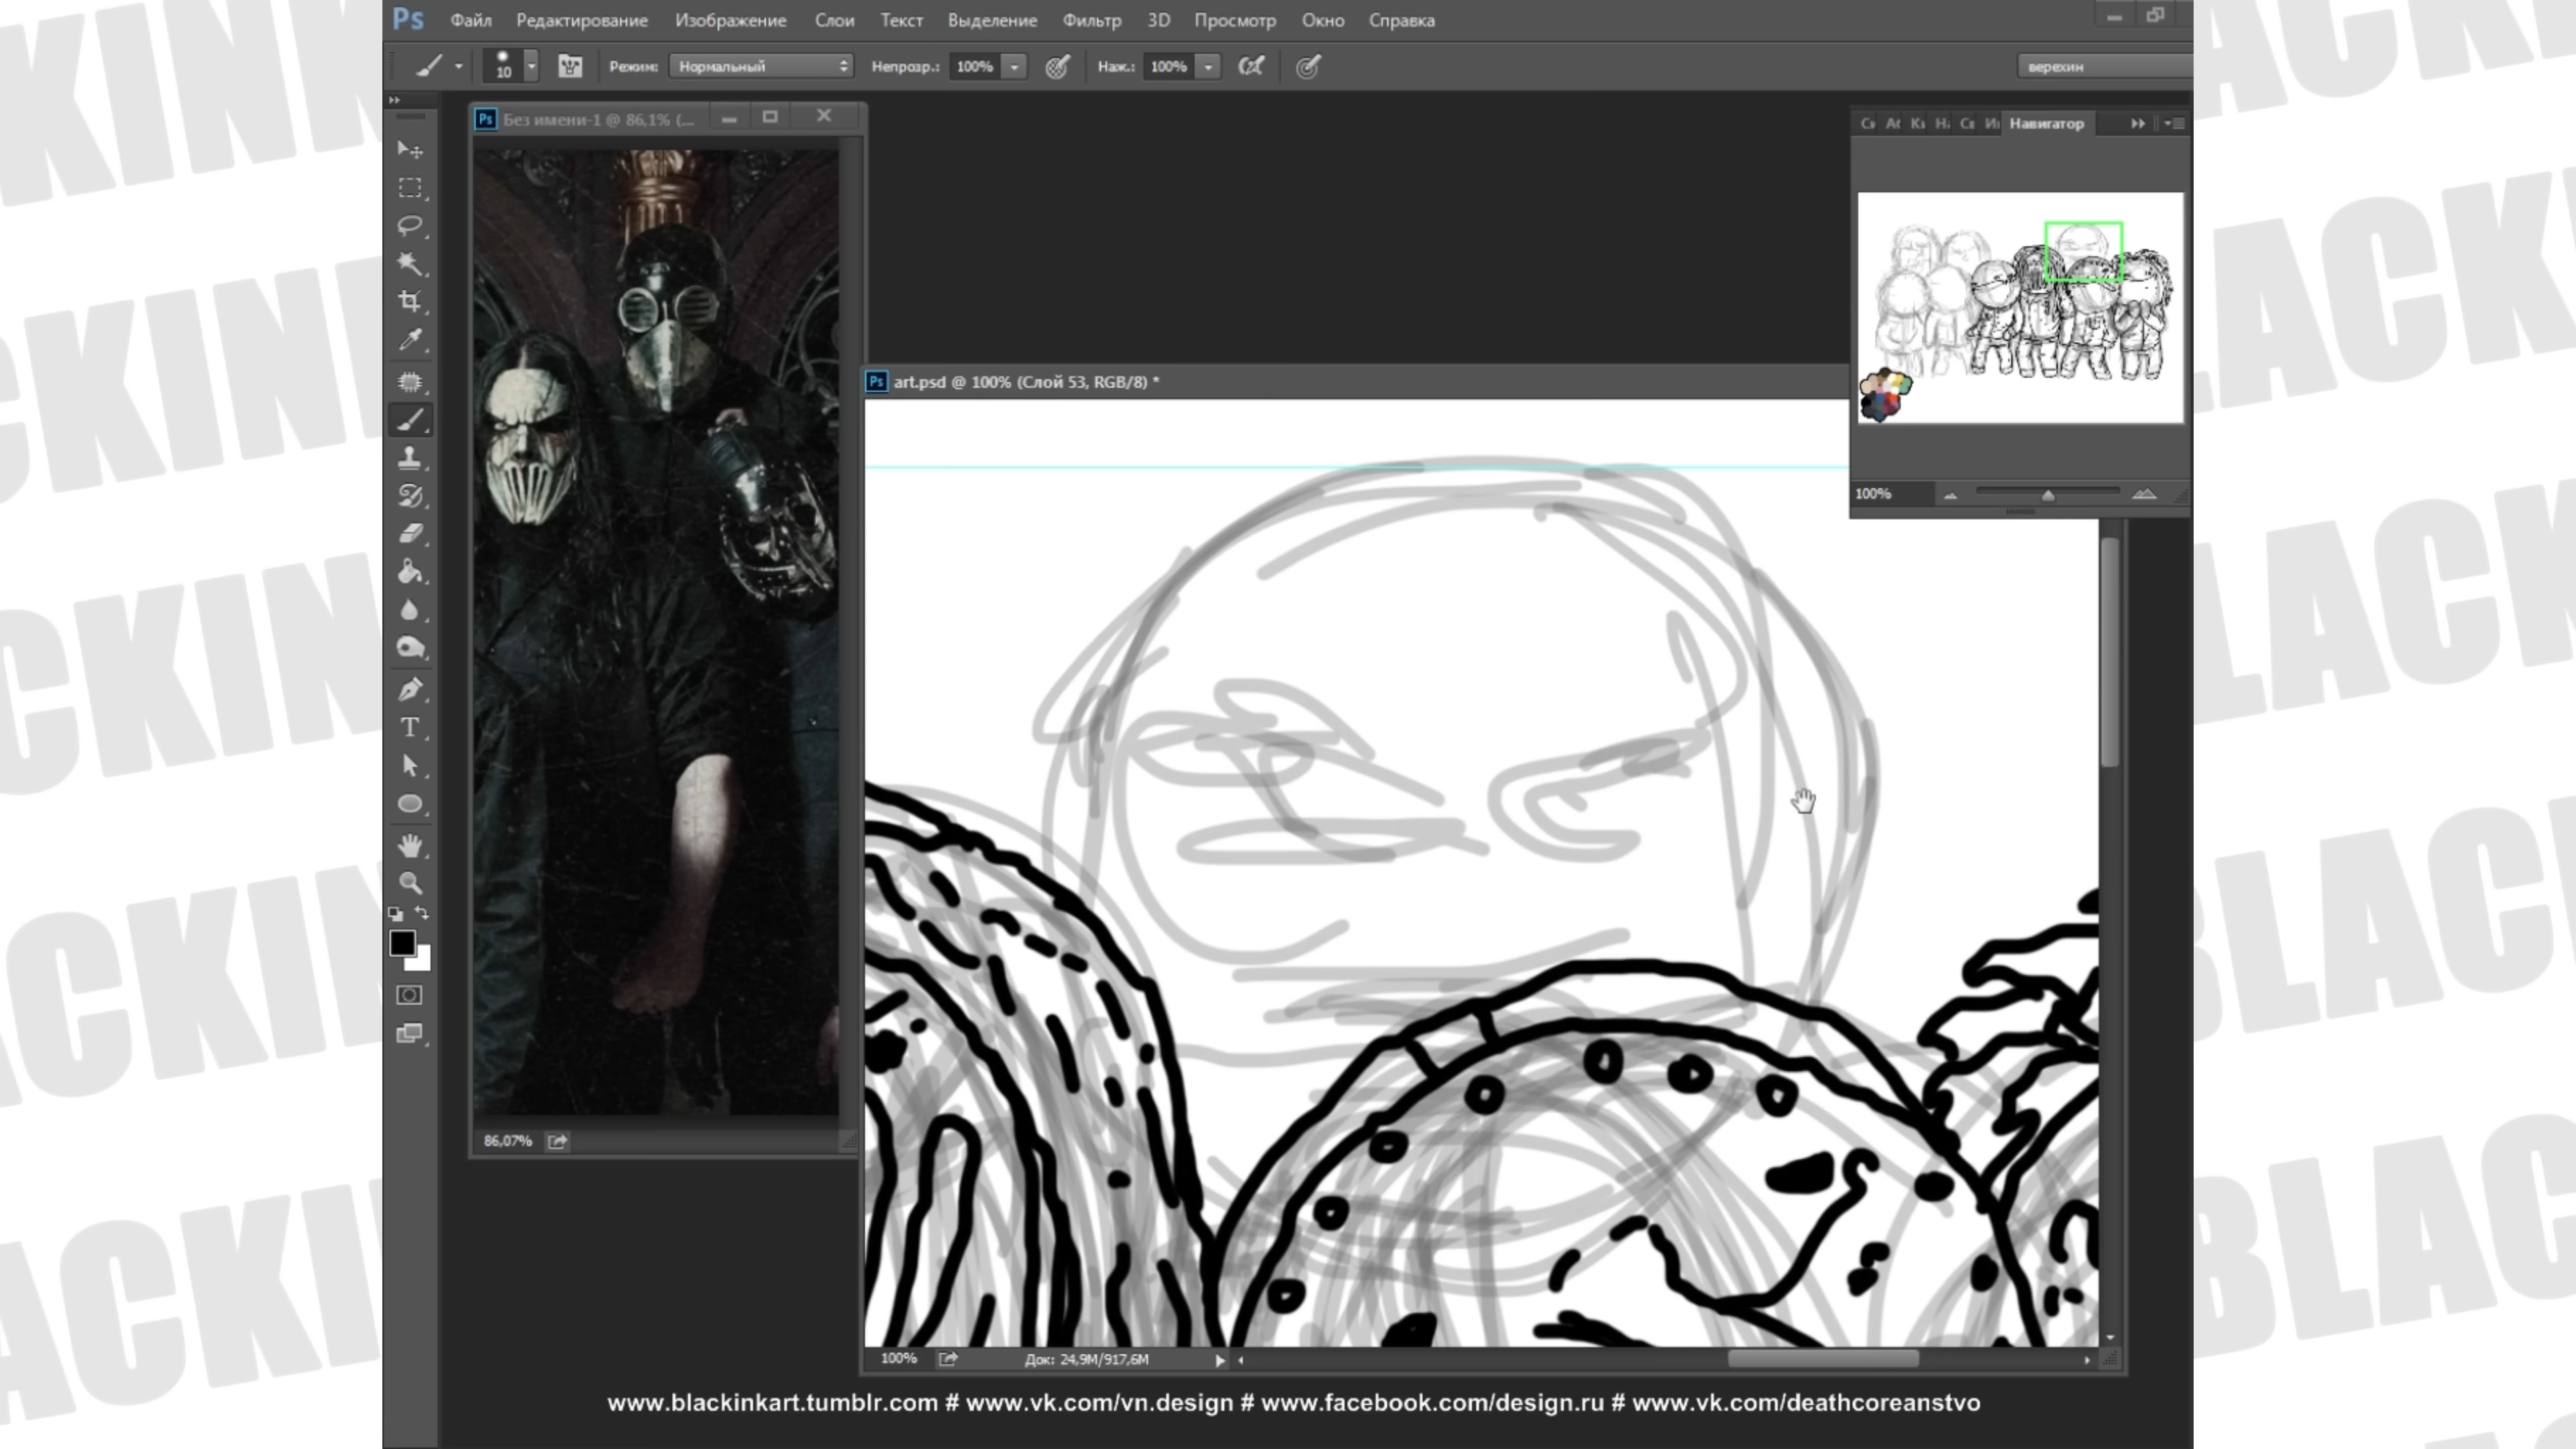 Ps Файл Редактирование Изображение Слои Текст Выделение Фильтр 3D Просмотр Окно Справка
10 Режим: Нормальный Непрозр.: 100% Наж.: 100% верехин
Без имени-1 @ 86,1% (...
Навигатор
100%
art.psd @ 100% (Слой 53, RGB/8) *
86,07%
100% Док: 24,9M/917,6M
www.blackinkart.tumblr.com # www.vk.com/vn.design # www.facebook.com/design.ru # www.vk.com/deathcoreanstvo